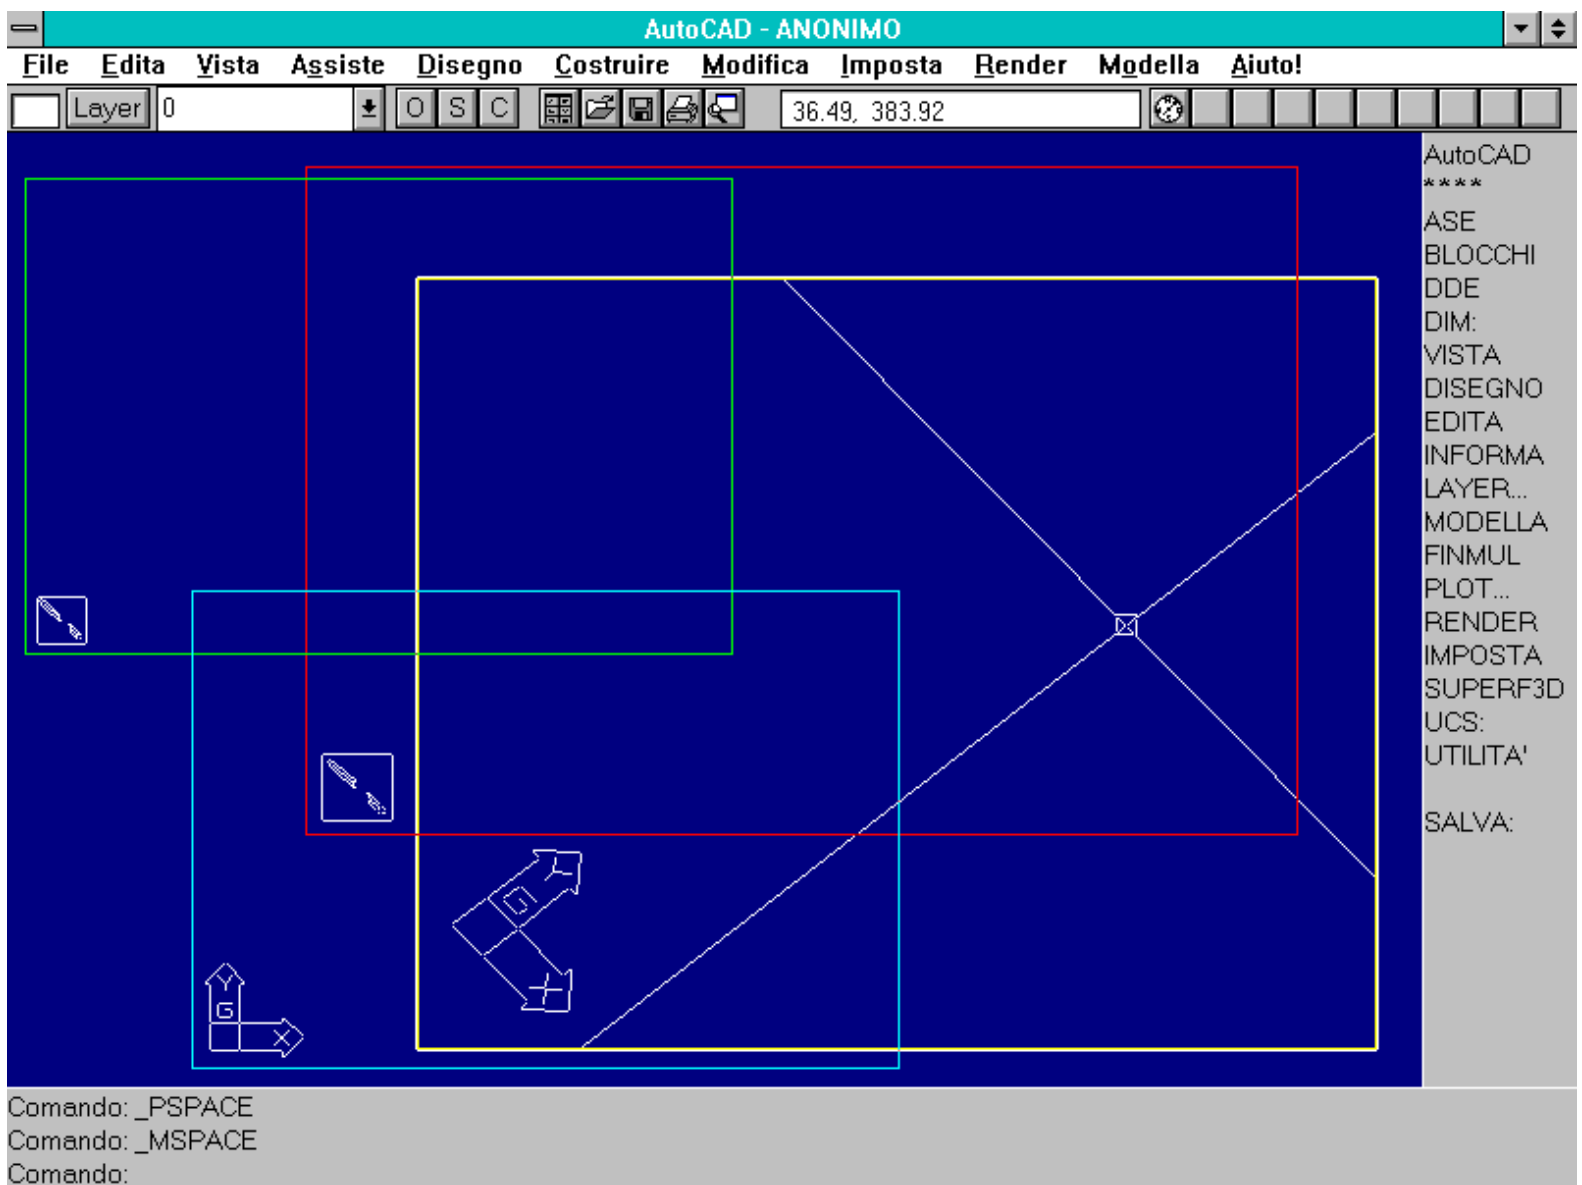 AutoCAD - ANONIMO
File Edita Vista Assiste Disegno Costruire Modifica Imposta Render Modella Aiuto!
Layer 0 O S C 36.49, 383.92
AutoCAD
****
ASE
BLOCCHI
DDE
DIM:
VISTA
DISEGNO
EDITA
INFORMA
LAYER...
MODELLA
FINMUL
PLOT...
RENDER
IMPOSTA
SUPERF3D
UCS:
UTILITA'
SALVA:
Y
G
X
Y
G
X
Comando: _PSPACE
Comando: _MSPACE
Comando: